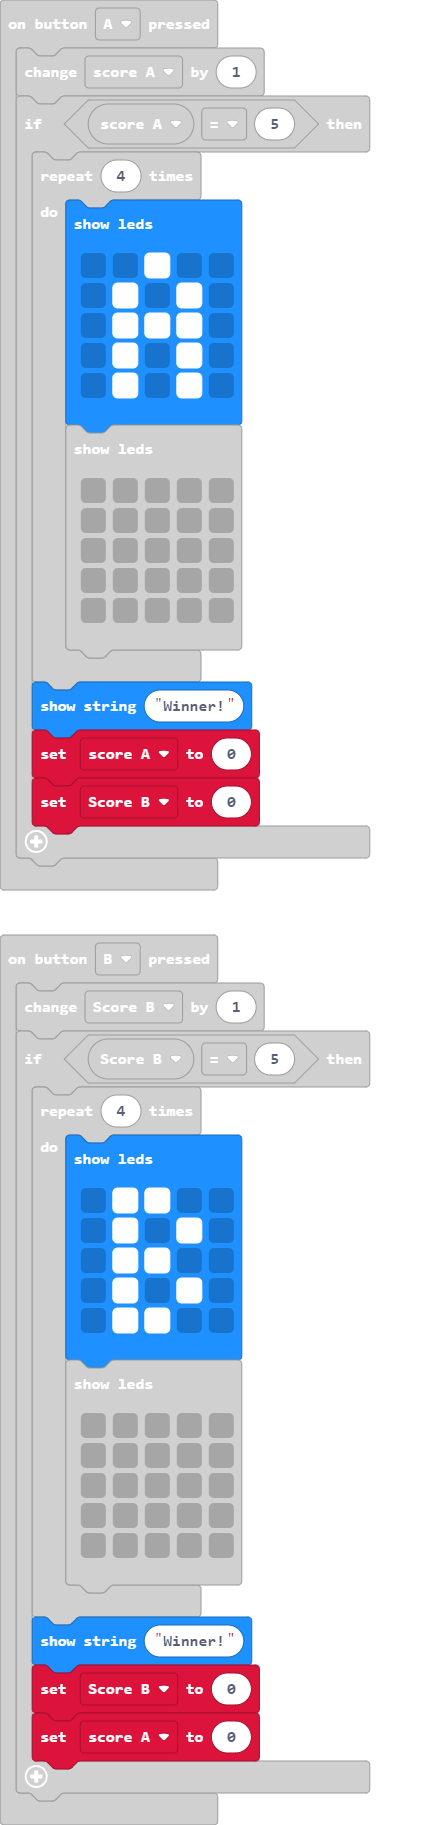 on button A pressed
change score A by 1
if score A = 5 then
repeat 4 times
do
show leds
show leds
show string "Winner!"
set score A to 0
set Score B to 0
on button B pressed
change Score B by 1
if Score B = 5 then
repeat 4 times
do
show leds
show leds
show string "Winner!"
set Score B to 0
set score A to 0